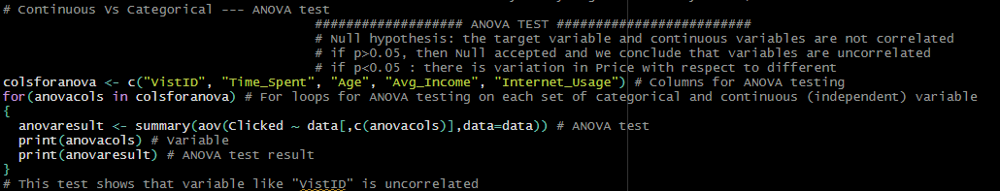 # Continuous Vs Categorical --- ANOVA test
################### ANOVA TEST #########################
# Null hypothesis: the target variable and continuous variables are not correlated
# if p>0.05, then Null accepted and we conclude that variables are uncorrelated
# if p<0.05 : there is variation in Price with respect to different
colsforanova <- c("VistID", "Time_Spent", "Age", "Avg_Income", "Internet_Usage") # Columns for ANOVA testing
for(anovacols in colsforanova) # For loops for ANOVA testing on each set of categorical and continuous (independent) variable
{
  anovaresult <- summary(aov(Clicked ~ data[,c(anovacols)],data=data)) # ANOVA test
  print(anovacols) # Variable
  print(anovaresult) # ANOVA test result
}
# This test shows that variable like "VistID" is uncorrelated